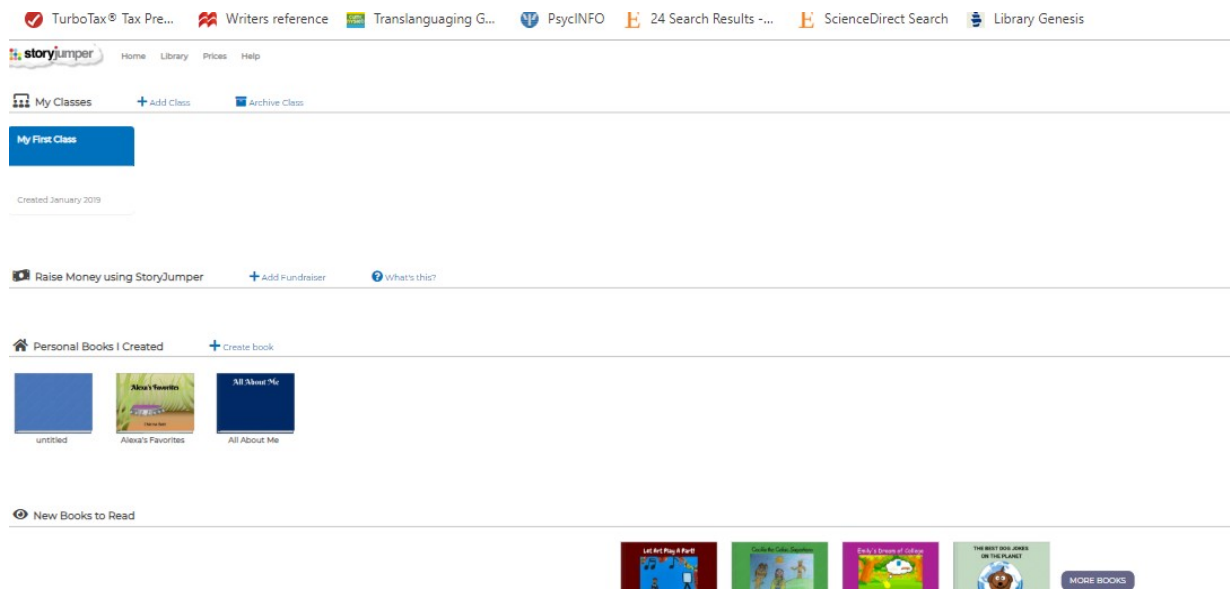 TurboTax® Tax Pre... Writers reference Translanguaging G... PsycINFO 24 Search Results -... ScienceDirect Search Library Genesis
storyjumper Home Library Prices Help
My Classes Add Class Archive Class
My First Class
Created January 2019
Raise Money using StoryJumper Add Fundraiser What's this?
Personal Books I Created Create book
Alexa's Favorites All About Me
untitled Alexa's Favorites All About Me
New Books to Read
Let Art Play A Part! Emily's Dream of College THE BEST DOG JOKES
ON THE PLANET
MORE BOOKS